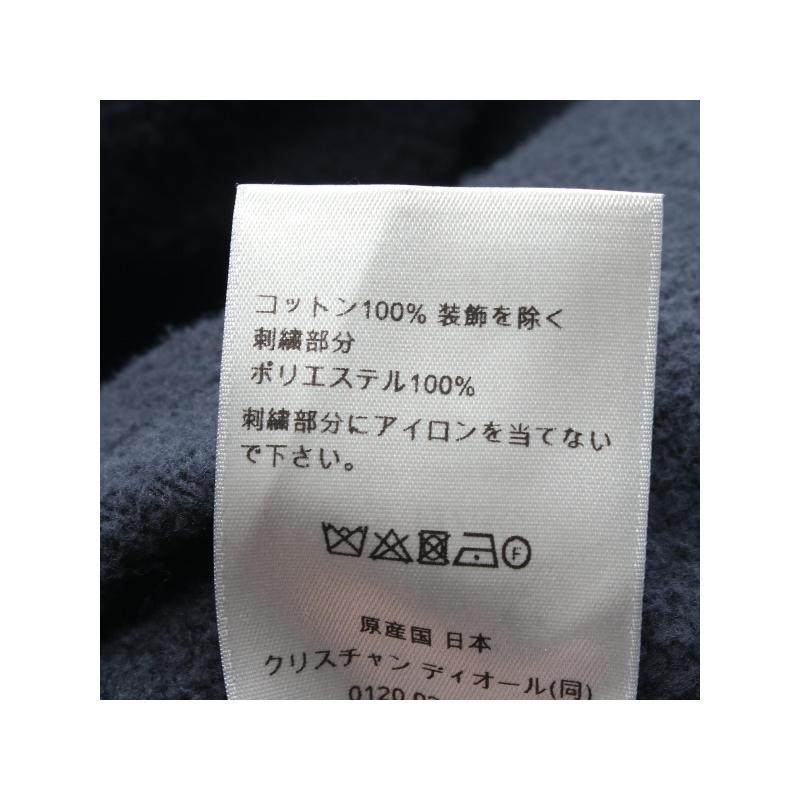 コットン100% 装飾を除く
刺繍部分
ポリエステル100%
刺繍部分にアイロンを当てない
で下さい。
F
原産国 日本
クリスチャン ディオール(同)
0120